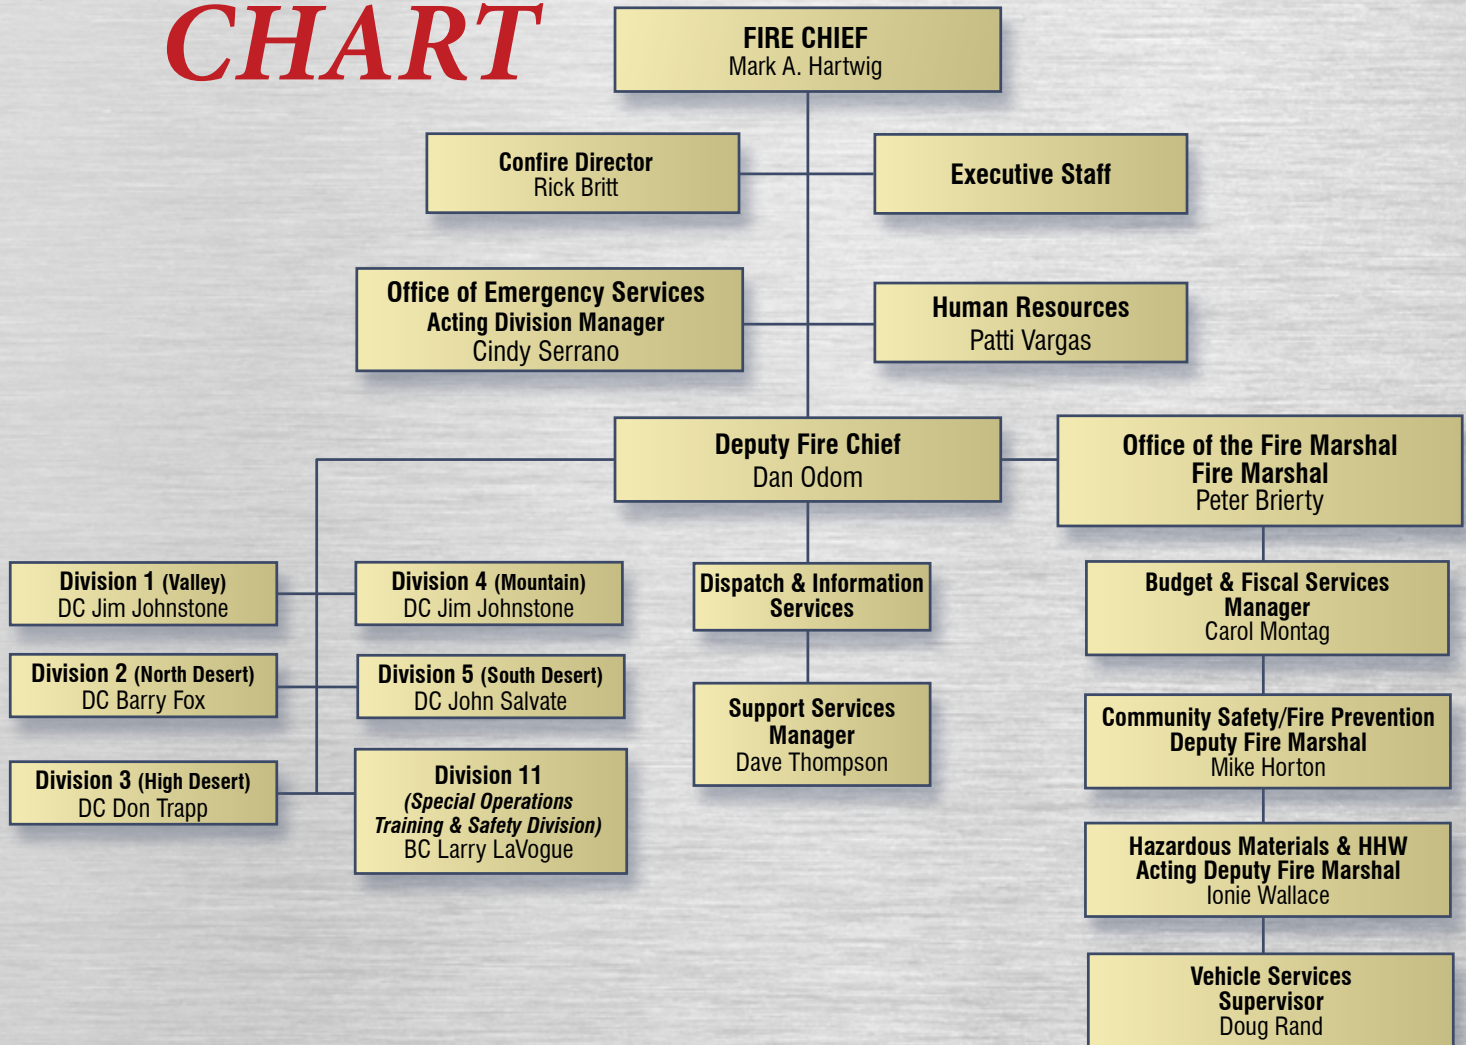 CHART
FIRE CHIEF
Mark A. Hartwig
Confire Director
Rick Britt
Executive Staff
Office of Emergency Services
Acting Division Manager
Cindy Serrano
Human Resources
Patti Vargas
Deputy Fire Chief
Dan Odom
Office of the Fire Marshal
Fire Marshal
Peter Brierty
Division 1 (Valley)
DC Jim Johnstone
Division 4 (Mountain)
DC Jim Johnstone
Division 2 (North Desert)
DC Barry Fox
Division 5 (South Desert)
DC John Salvate
Division 3 (High Desert)
DC Don Trapp
Division 11
(Special Operations
Training & Safety Division)
BC Larry LaVogue
Dispatch & Information
Services
Support Services
Manager
Dave Thompson
Budget & Fiscal Services
Manager
Carol Montag
Community Safety/Fire Prevention
Deputy Fire Marshal
Mike Horton
Hazardous Materials & HHW
Acting Deputy Fire Marshal
Ionie Wallace
Vehicle Services
Supervisor
Doug Rand